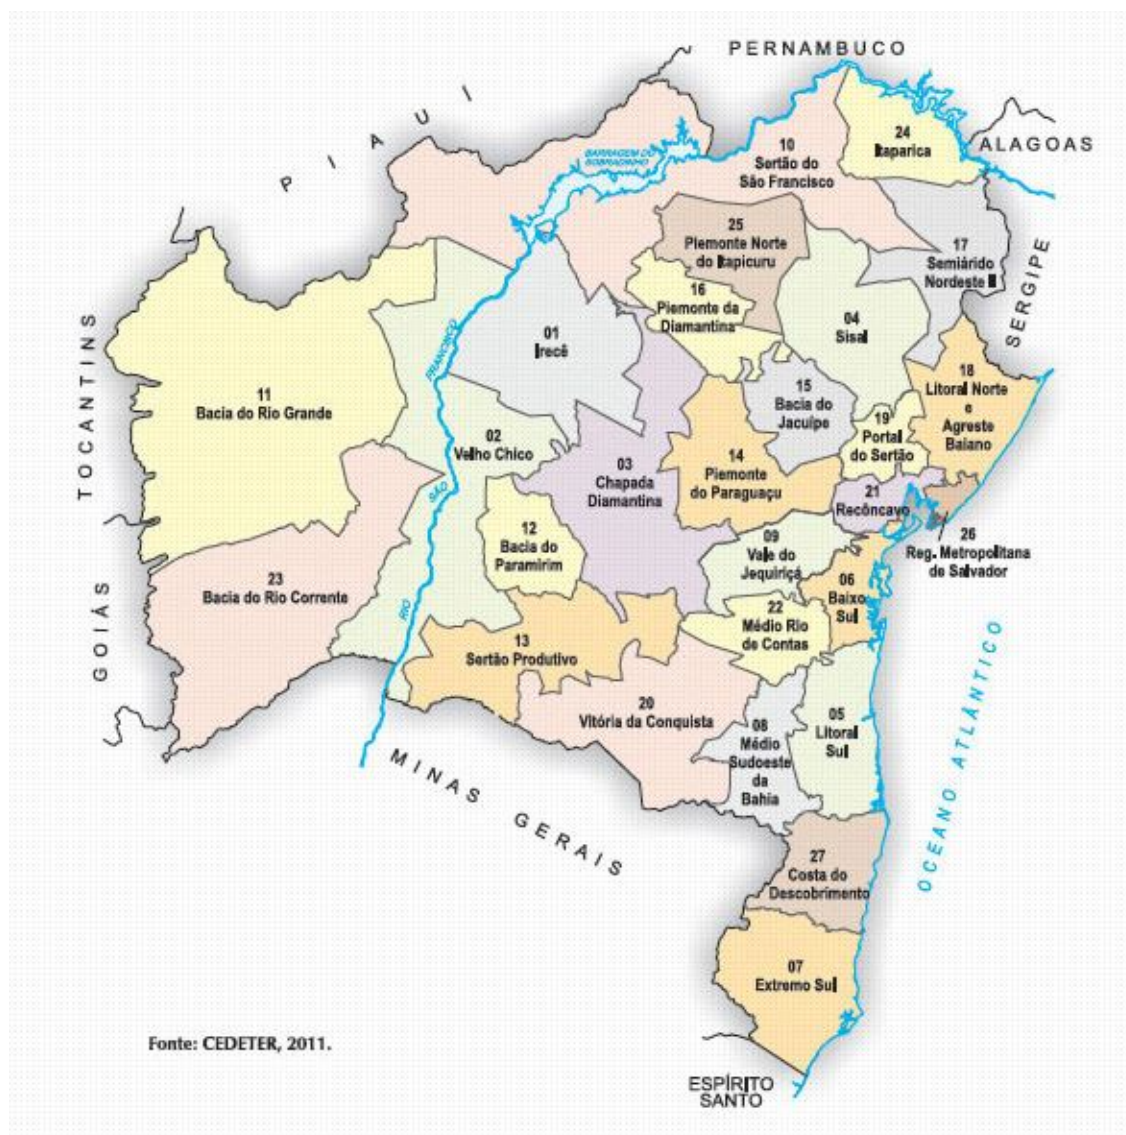 PERNAMBUCO
PIAUÍ
ALAGOAS
SERGIPE
TOCANTINS
GOIÁS
MINAS GERAIS
ESPÍRITO
SANTO
OCEANO ATLÂNTICO
BARRAGEM DO
SOBRADINHO
RIO
SÃO
FRANCISCO
24
Itaparica
10
Sertão do
São Francisco
25
Piemonte Norte
do Itapicuru
17
Semiárido
Nordeste II
16
Piemonte da
Diamantina
04
Sisal
01
Irecê
11
Bacia do Rio Grande
18
Litoral Norte
e
Agreste
Baiano
15
Bacia do
Jacuípe
19
Portal
do Sertão
02
Velho Chico
14
Piemonte
do Paraguaçu
03
Chapada
Diamantina
21
Recôncavo
12
Bacia do
Paramirim
09
Vale do
Jequiriçá
26
Reg. Metropolitana
de Salvador
23
Bacia do Rio Corrente
06
Baixo
Sul
22
Médio Rio
de Contas
13
Sertão Produtivo
20
Vitória da Conquista
05
Litoral
Sul
08
Médio
Sudoeste
da
Bahia
27
Costa do
Descobrimento
07
Extremo Sul
Fonte: CEDETER, 2011.